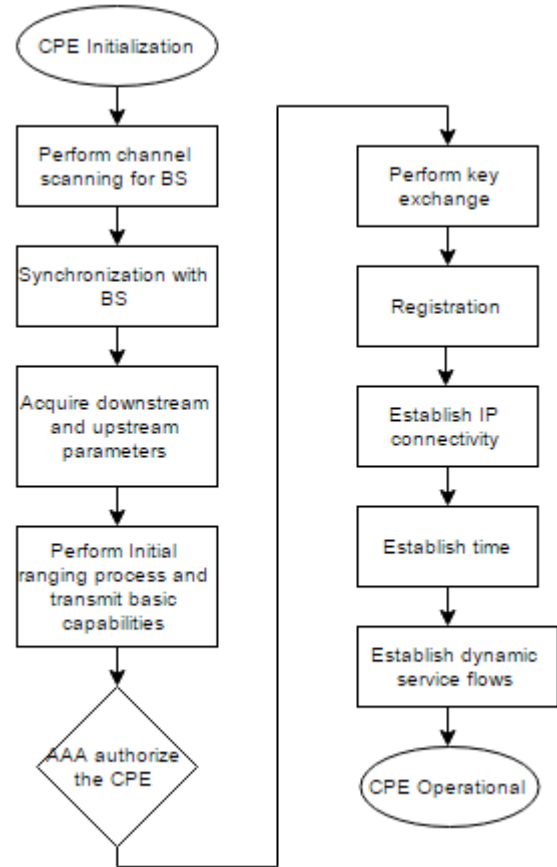 CPE Initialization
Perform channel
scanning for BS
Synchronization with
BS
Acquire downstream
and upstream
parameters
Perform Initial
ranging process and
transmit basic
capabilities
AAA authorize
the CPE
Perform key
exchange
Registration
Establish IP
connectivity
Establish time
Establish dynamic
service flows
CPE Operational